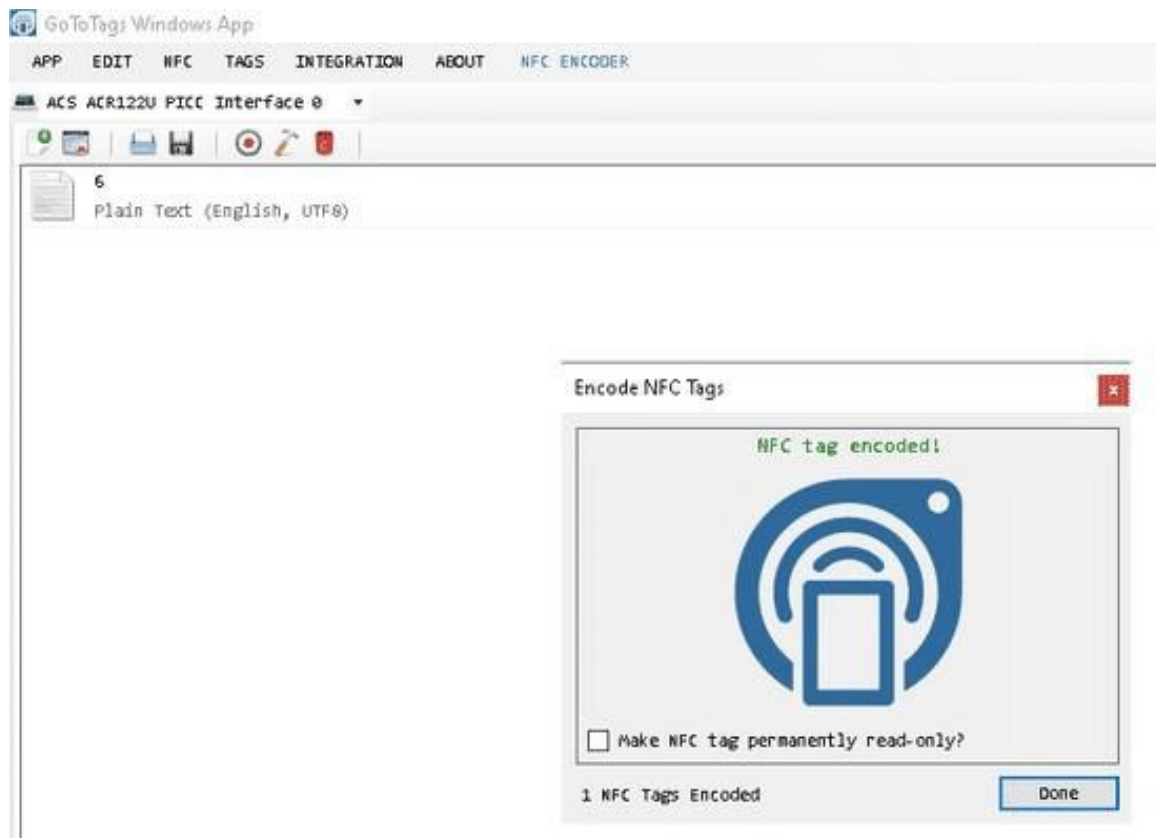 GoToTags Windows App
APP EDIT NFC TAGS INTEGRATION ABOUT NFC ENCODER
ACS ACR122U PICC Interface 0
6
Plain Text (English, UTF8)
Encode NFC Tags
NFC tag encoded!
Make NFC tag permanently read-only?
1 NFC Tags Encoded
Done